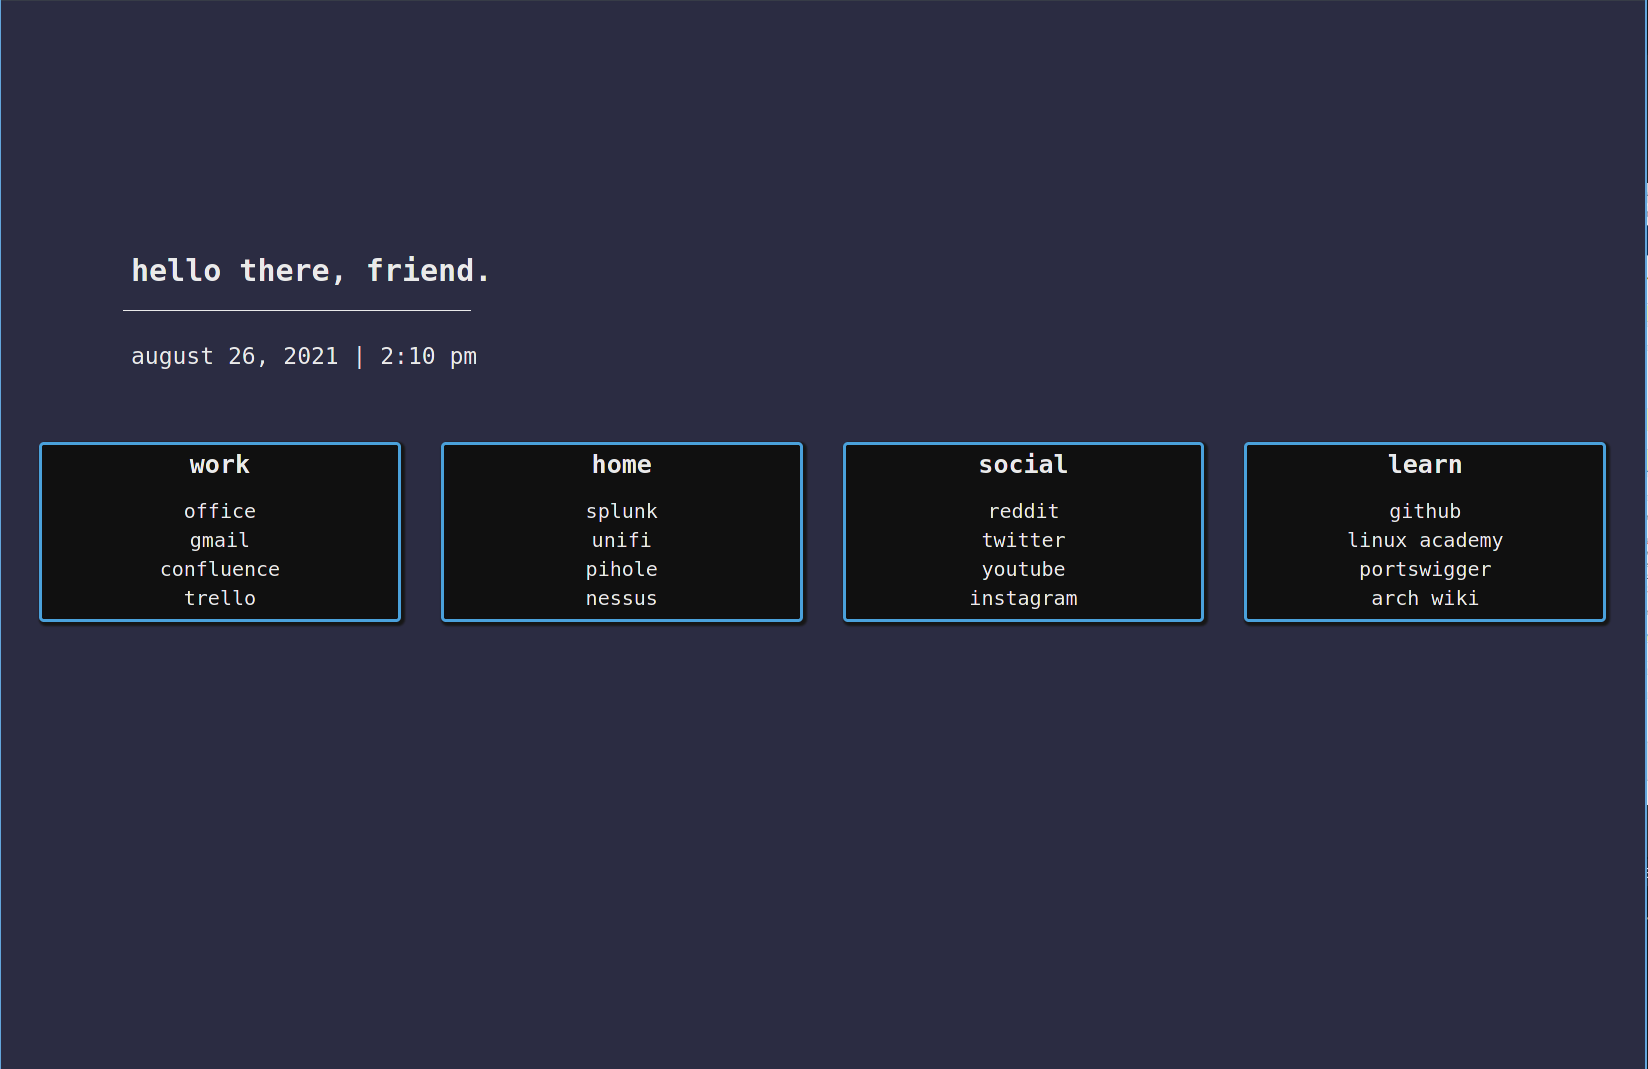 hello there, friend.
august 26, 2021 | 2:10 pm
work
office
gmail
confluence
trello
home
splunk
unifi
pihole
nessus
social
reddit
twitter
youtube
instagram
learn
github
linux academy
portswigger
arch wiki